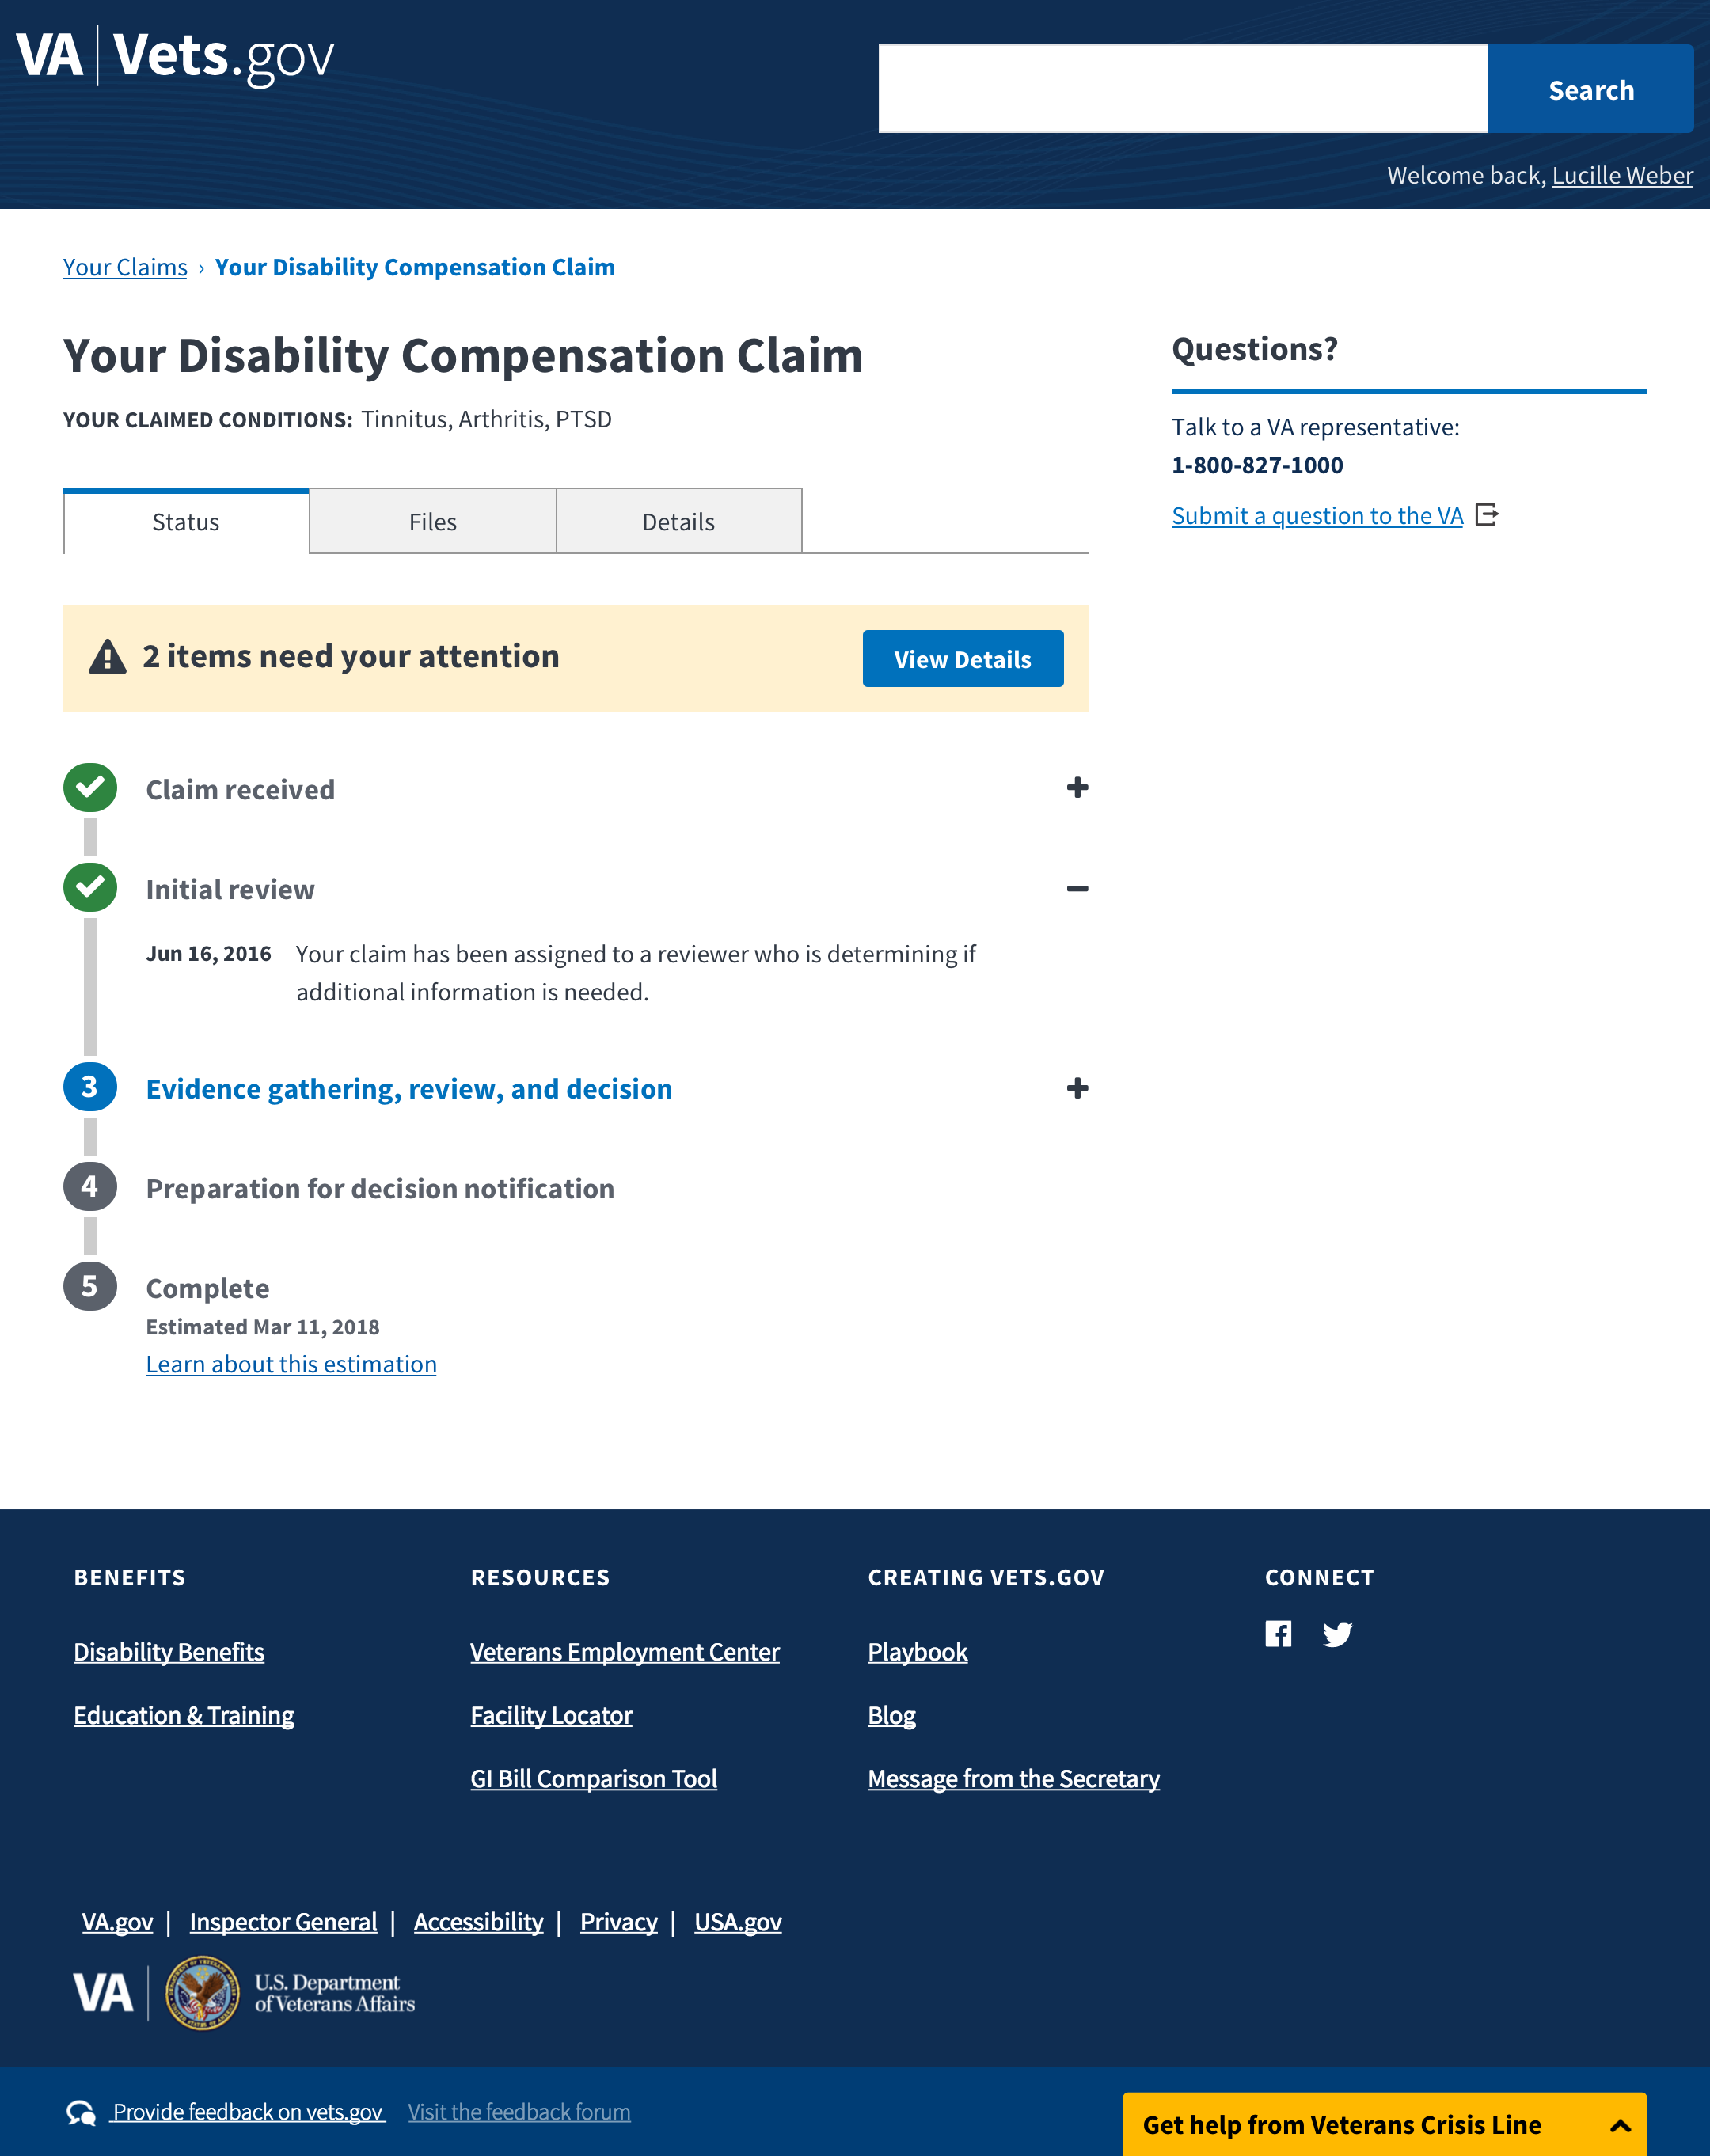 VA | Vets.gov
Search
Welcome back, Lucille Weber
Your Claims › Your Disability Compensation Claim
Your Disability Compensation Claim
YOUR CLAIMED CONDITIONS: Tinnitus, Arthritis, PTSD
Status
Files
Details
Questions?
Talk to a VA representative:
1-800-827-1000
Submit a question to the VA
2 items need your attention
View Details
Claim received
Initial review
Jun 16, 2016 Your claim has been assigned to a reviewer who is determining if
additional information is needed.
3 Evidence gathering, review, and decision
4 Preparation for decision notification
5 Complete
Estimated Mar 11, 2018
Learn about this estimation
BENEFITS
Disability Benefits
Education & Training
RESOURCES
Veterans Employment Center
Facility Locator
GI Bill Comparison Tool
CREATING VETS.GOV
Playbook
Blog
Message from the Secretary
CONNECT
VA.gov | Inspector General | Accessibility | Privacy | USA.gov
VA
U.S. Department
of Veterans Affairs
Provide feedback on vets.gov Visit the feedback forum
Get help from Veterans Crisis Line